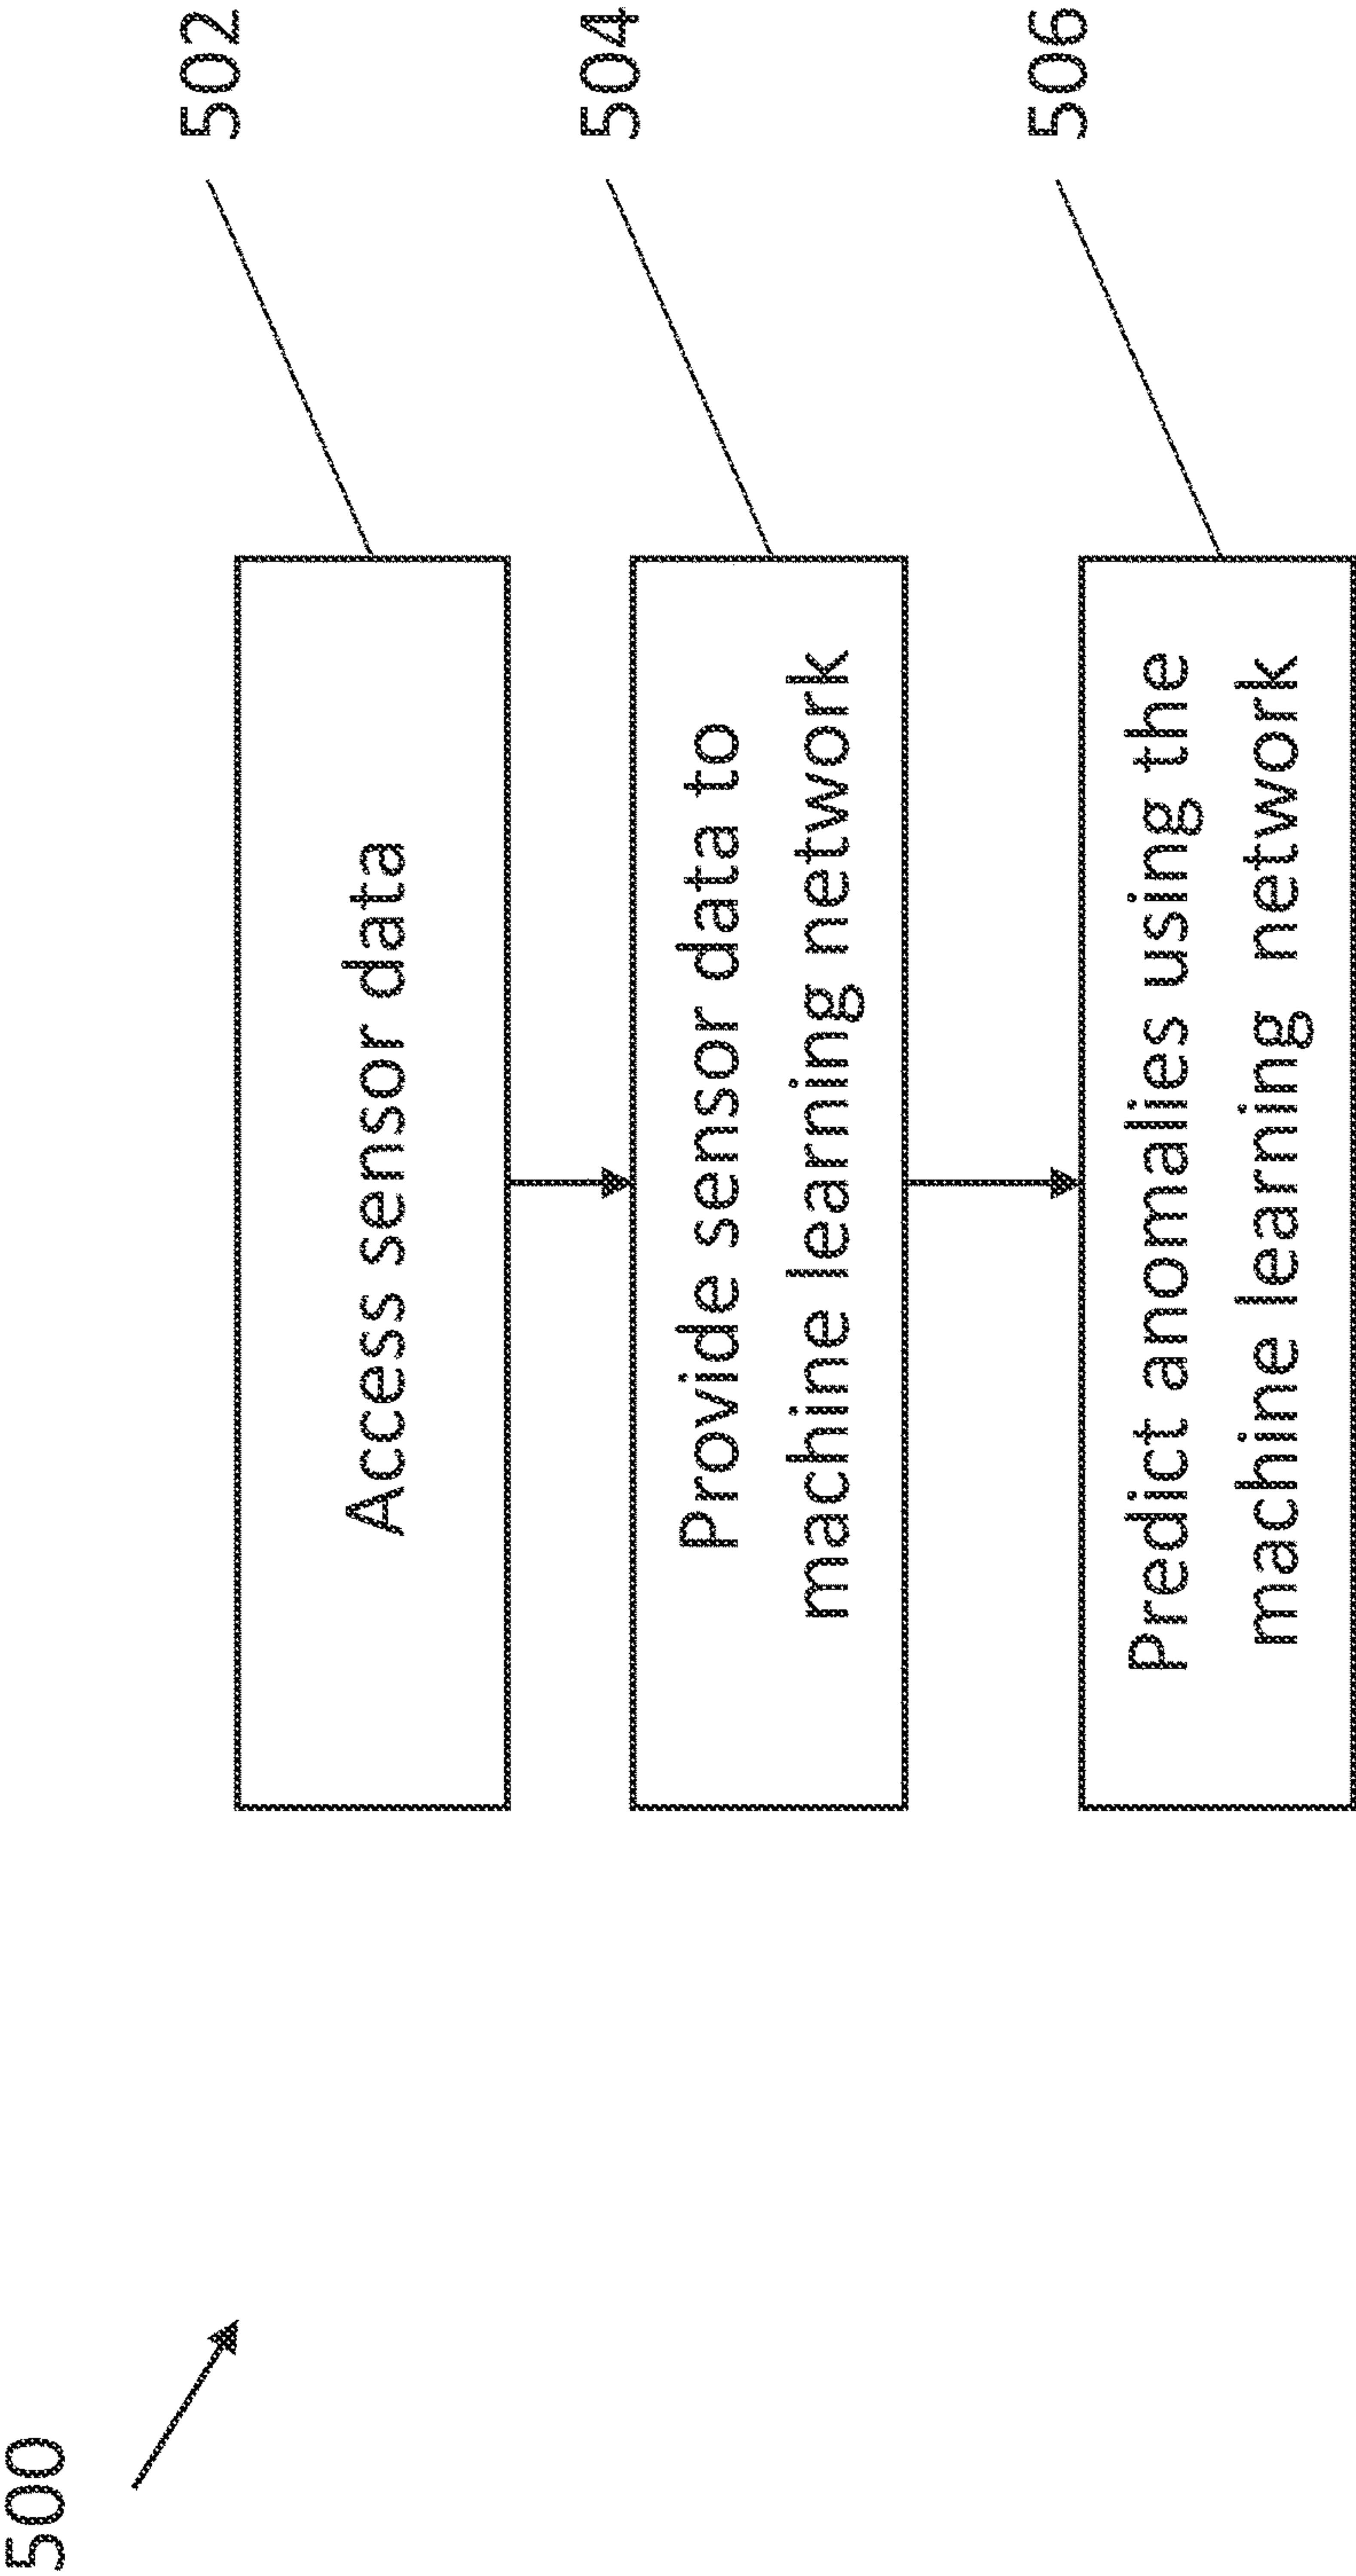 500
Access sensor data
502
Provide sensor data to
machine learning network
504
Predict anomalies using the
machine learning network
506